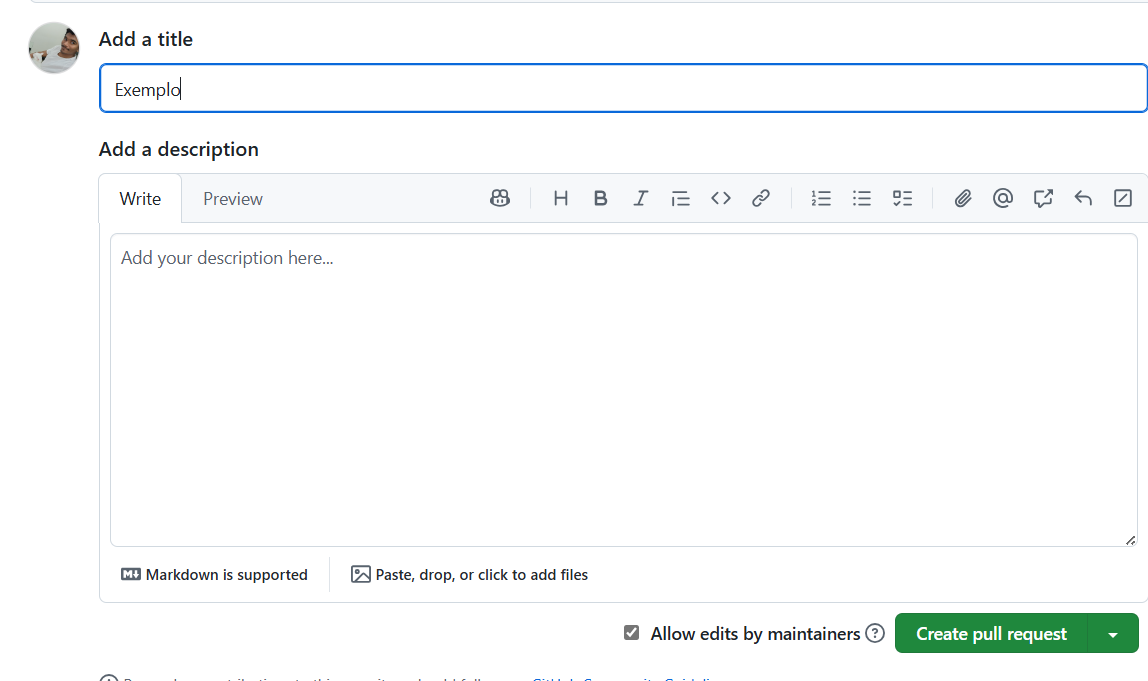 Add a title
Exemplo
Add a description
Write Preview
Add your description here...
Markdown is supported Paste, drop, or click to add files
Allow edits by maintainers Create pull request